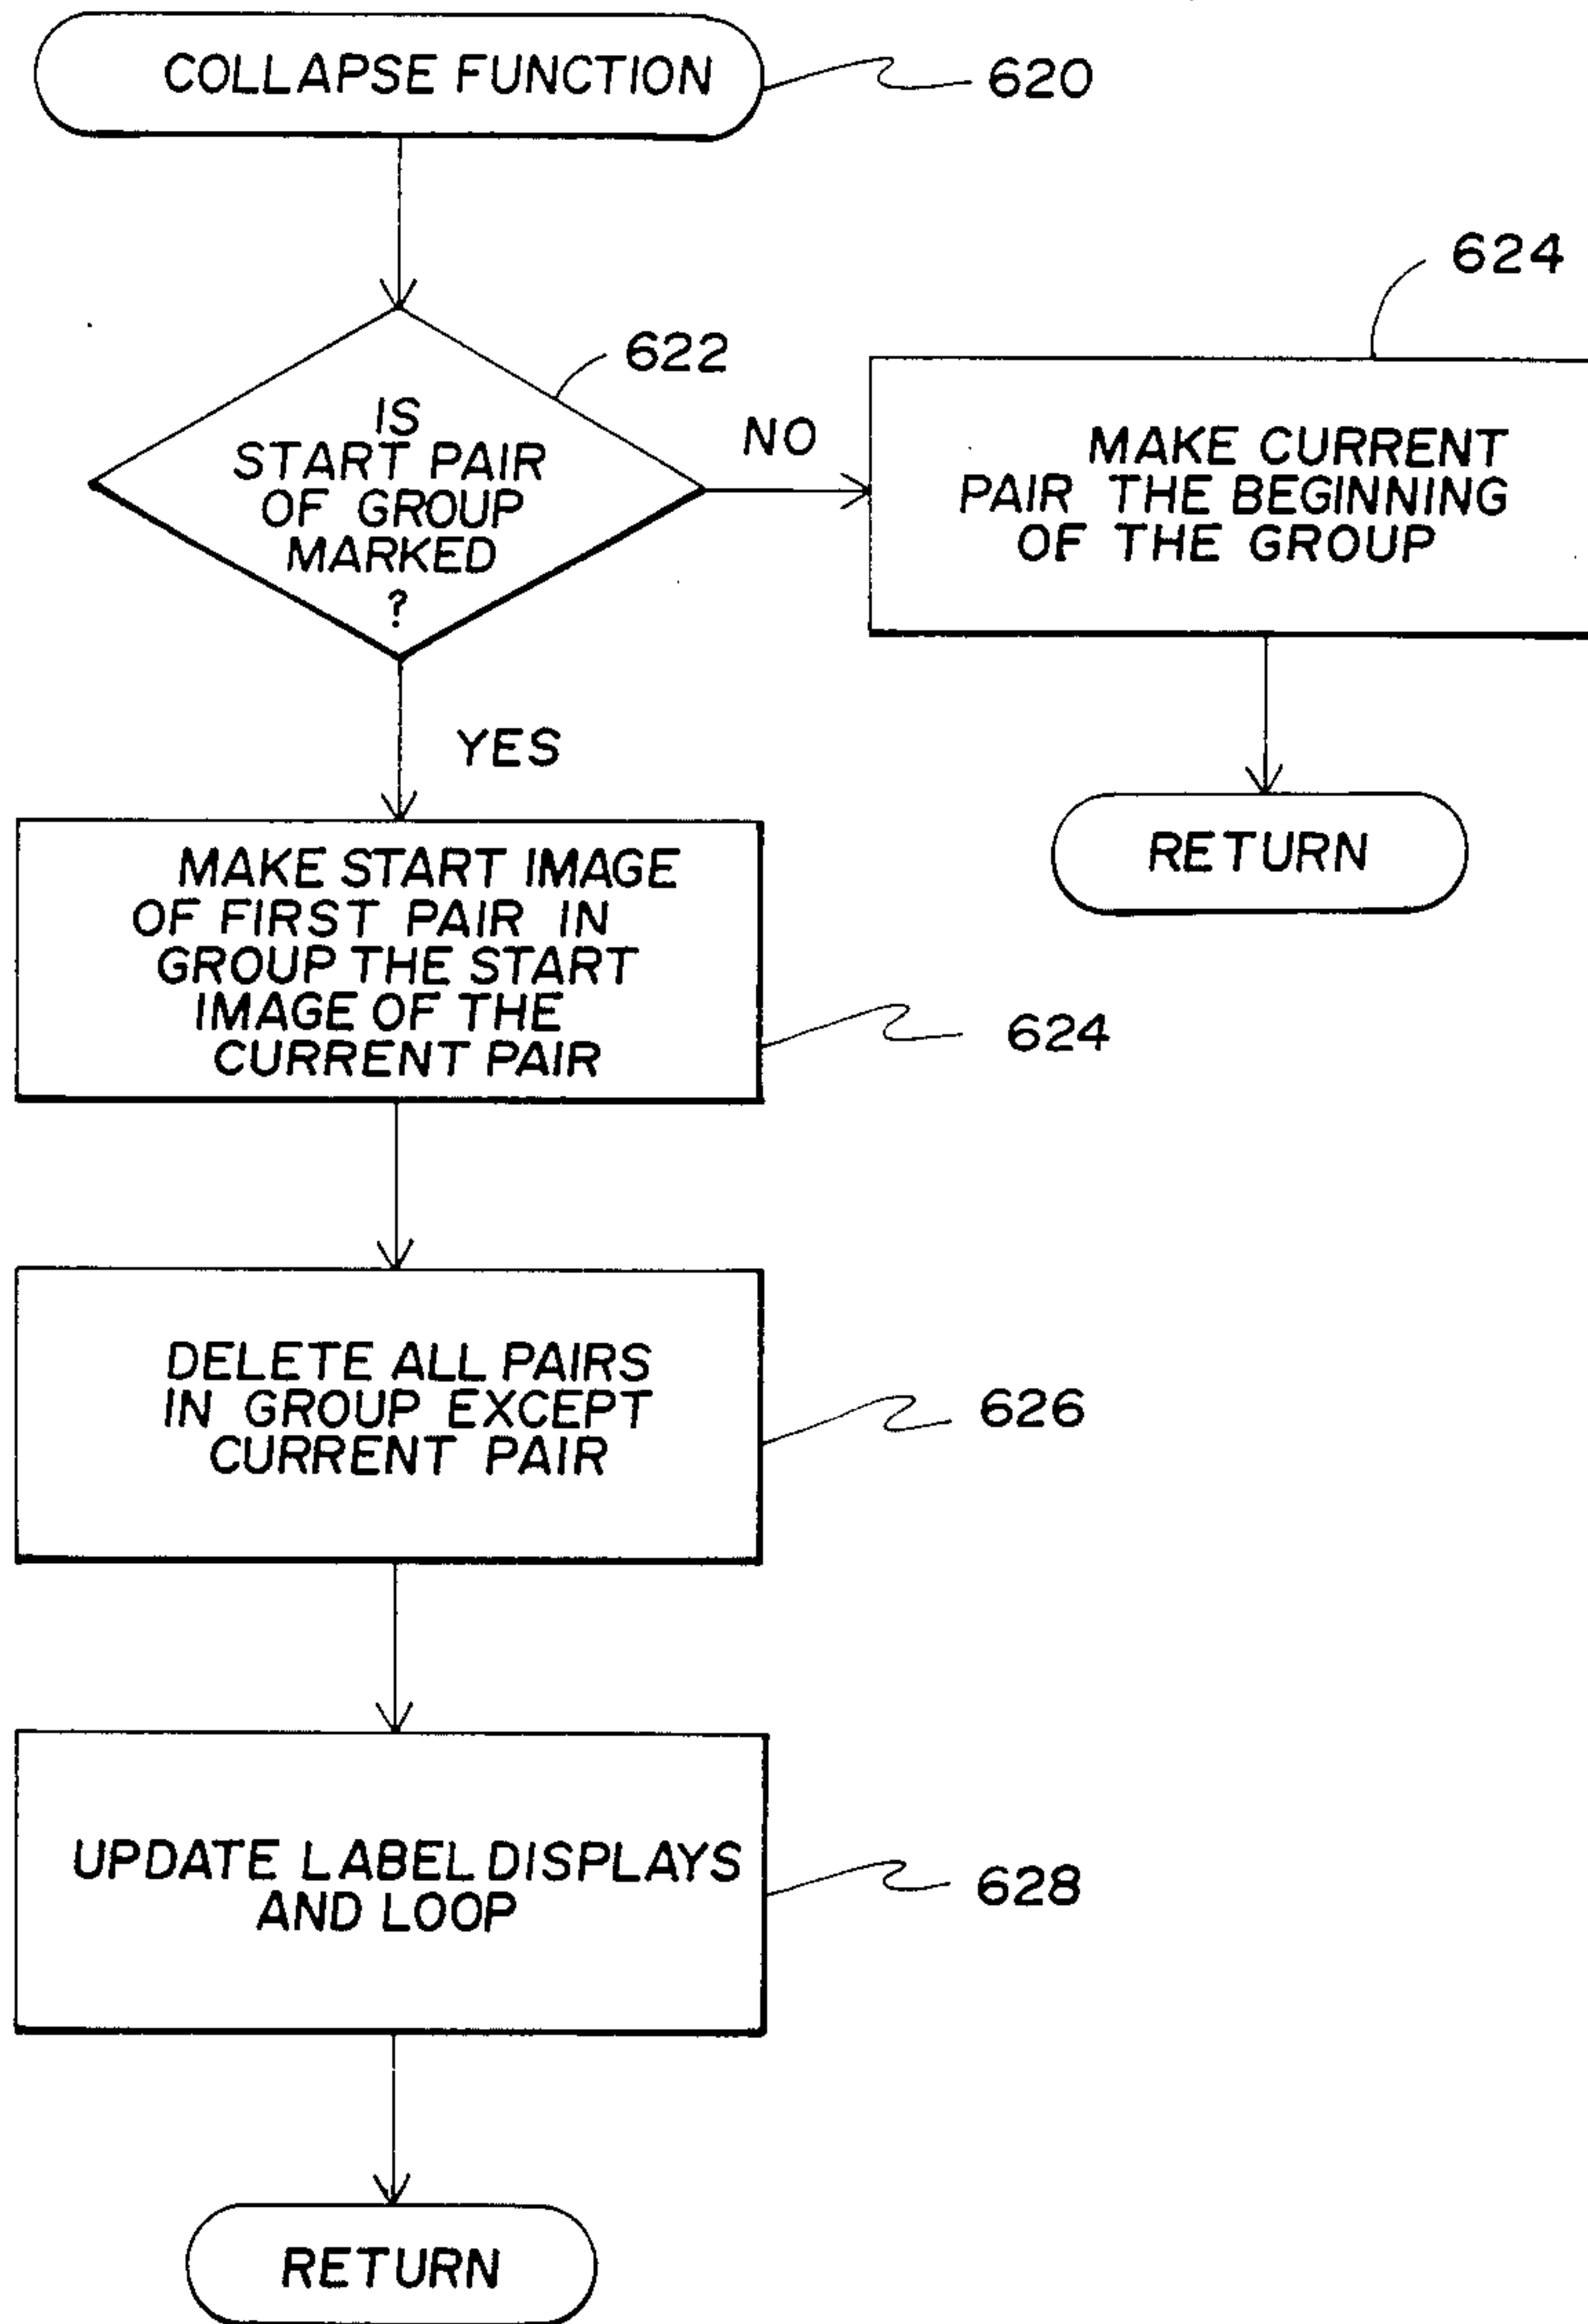 COLLAPSE FUNCTION
620
622
IS
START PAIR
OF GROUP
MARKED
?
NO
624
MAKE CURRENT
PAIR THE BEGINNING
OF THE GROUP
RETURN
YES
MAKE START IMAGE
OF FIRST PAIR IN
GROUP THE START
IMAGE OF THE
CURRENT PAIR
624
DELETE ALL PAIRS
IN GROUP EXCEPT
CURRENT PAIR
626
UPDATE LABEL DISPLAYS
AND LOOP
628
RETURN